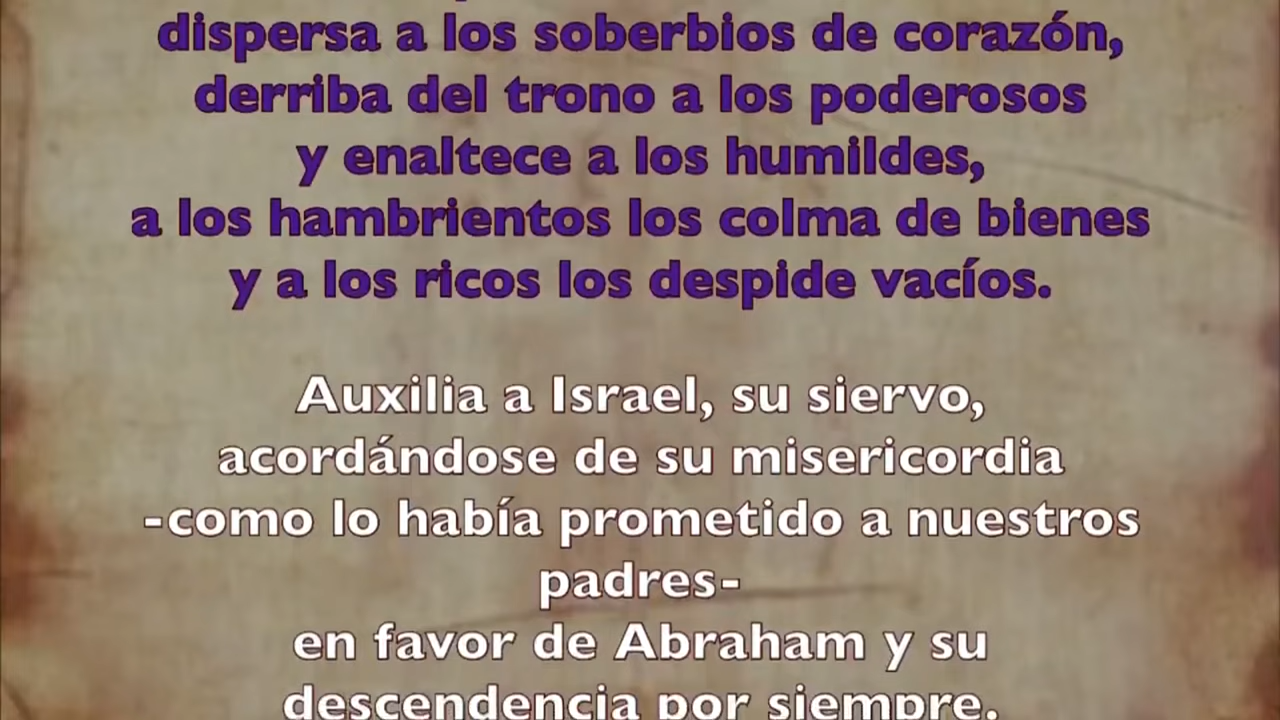 dispersa a los soberbios de corazón,
derriba del trono a los poderosos
y enaltece a los humildes,
a los hambrientos los colma de bienes
y a los ricos los despide vacíos.
Auxilia a Israel, su siervo,
acordándose de su misericordia
-como lo había prometido a nuestros
padres-
en favor de Abraham y su
descendencia por siempre.